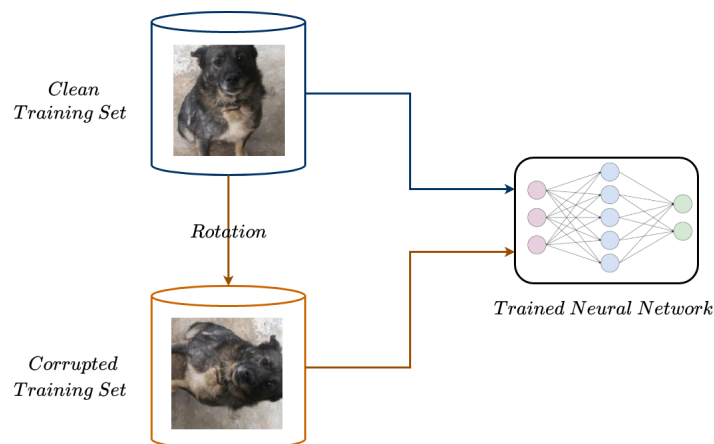 Clean
Training Set
Rotation
Trained Neural Network
Corrupted
Training Set